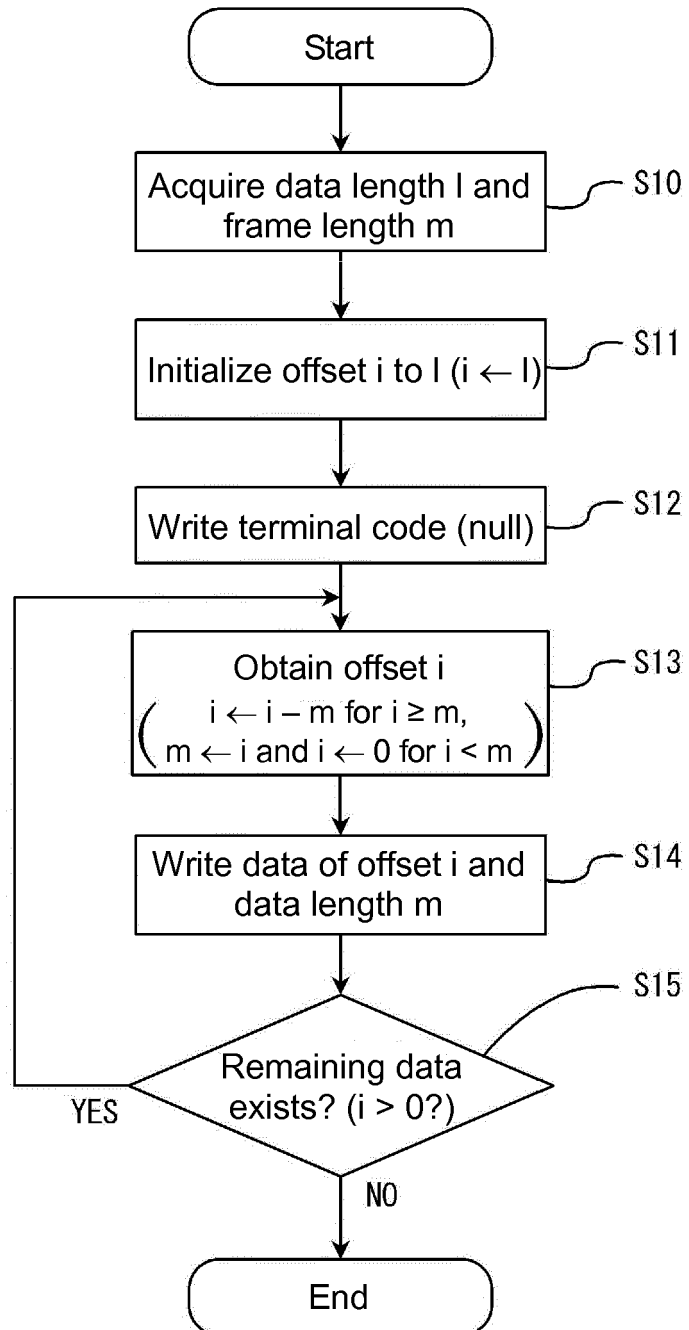 Start
Acquire data length l and
frame length m
S10
Initialize offset i to l (i ← l)
S11
Write terminal code (null)
S12
Obtain offset i
i ← i – m for i ≥ m,
m ← i and i ← 0 for i < m
S13
Write data of offset i and
data length m
S14
Remaining data
exists? (i > 0?)
S15
YES
NO
End